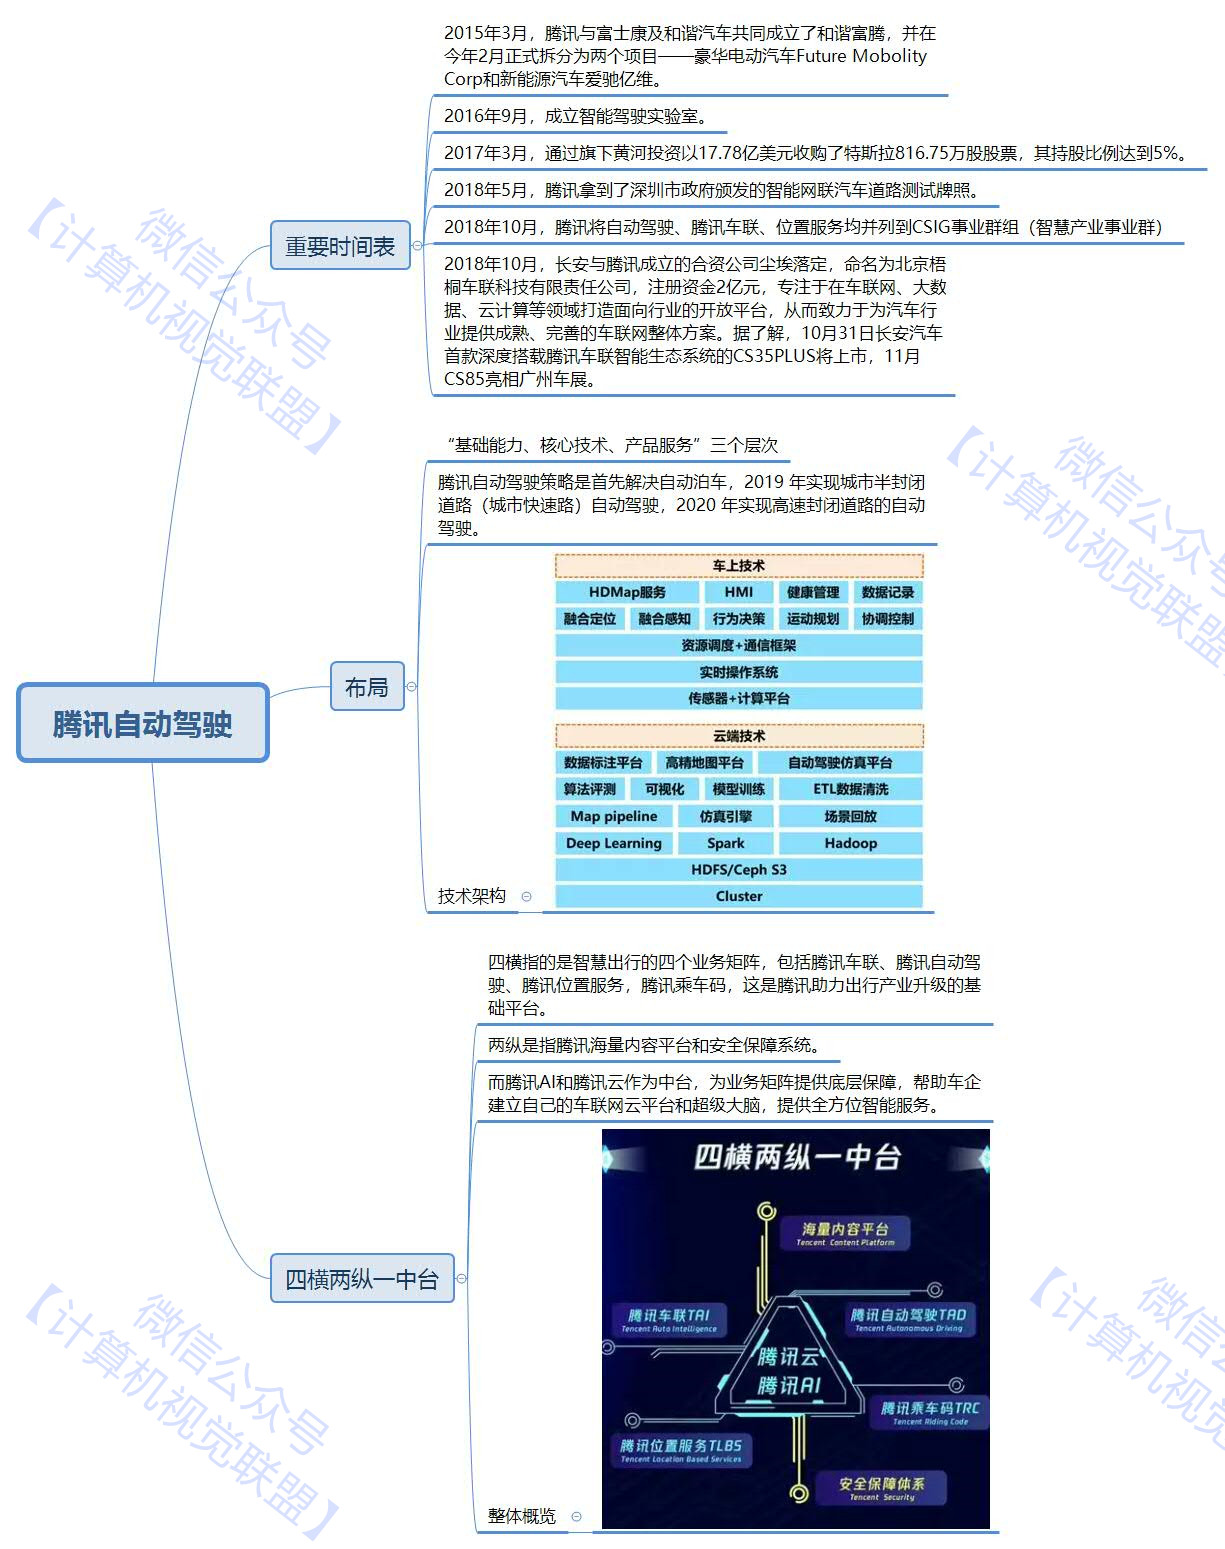 2015年3月，腾讯与富士康及和谐汽车共同成立了和谐富腾，并在
今年2月正式拆分为两个项目——豪华电动汽车Future Mobolity
Corp和新能源汽车爱驰亿维。
2016年9月，成立智能驾驶实验室。
2017年3月，通过旗下黄河投资以17.78亿美元收购了特斯拉816.75万股股票，其持股比例达到5%。
2018年5月，腾讯拿到了深圳市政府颁发的智能网联汽车道路测试牌照。
2018年10月，腾讯将自动驾驶、腾讯车联、位置服务均并列到CSIG事业群组（智慧产业事业群）
重要时间表
2018年10月，长安与腾讯成立的合资公司尘埃落定，命名为北京梧
桐车联科技有限责任公司，注册资金2亿元，专注于在车联网、大数
据、云计算等领域打造面向行业的开放平台，从而致力于为汽车行
业提供成熟、完善的车联网整体方案。据了解，10月31日长安汽车
首款深度搭载腾讯车联智能生态系统的CS35PLUS将上市，11月
CS85亮相广州车展。
“基础能力、核心技术、产品服务”三个层次
腾讯自动驾驶策略是首先解决自动泊车，2019 年实现城市半封闭
道路（城市快速路）自动驾驶，2020 年实现高速封闭道路的自动
驾驶。
车上技术
HDMap服务 HMI 健康管理 数据记录
融合定位 融合感知 行为决策 运动规划 协调控制
资源调度+通信框架
实时操作系统
传感器+计算平台
布局
腾讯自动驾驶
云端技术
数据标注平台 高精地图平台 自动驾驶仿真平台
算法评测 可视化 模型训练 ETL数据清洗
Map pipeline 仿真引擎 场景回放
Deep Learning Spark Hadoop
HDFS/Ceph S3
Cluster
技术架构
四横指的是智慧出行的四个业务矩阵，包括腾讯车联、腾讯自动驾
驶、腾讯位置服务，腾讯乘车码，这是腾讯助力出行产业升级的基
础平台。
两纵是指腾讯海量内容平台和安全保障系统。
而腾讯AI和腾讯云作为中台，为业务矩阵提供底层保障，帮助车企
建立自己的车联网云平台和超级大脑，提供全方位智能服务。
四横两纵一中台
四横两纵一中台
海量内容平台
Tencent Content Platform
腾讯车联TAI
Tencent Auto Intelligence
腾讯自动驾驶TAD
Tencent Autonomous Driving
腾讯云
腾讯AI
腾讯乘车码TRC
Tencent Riding Code
腾讯位置服务TLBS
Tencent Location Based Services
安全保障体系
Tencent Security
整体概览
微信公众号
【计算机视觉联盟】
微信公众号
【计算机视觉联盟
微信公众号
【计算机视觉联盟】
微信公
【计算机视觉